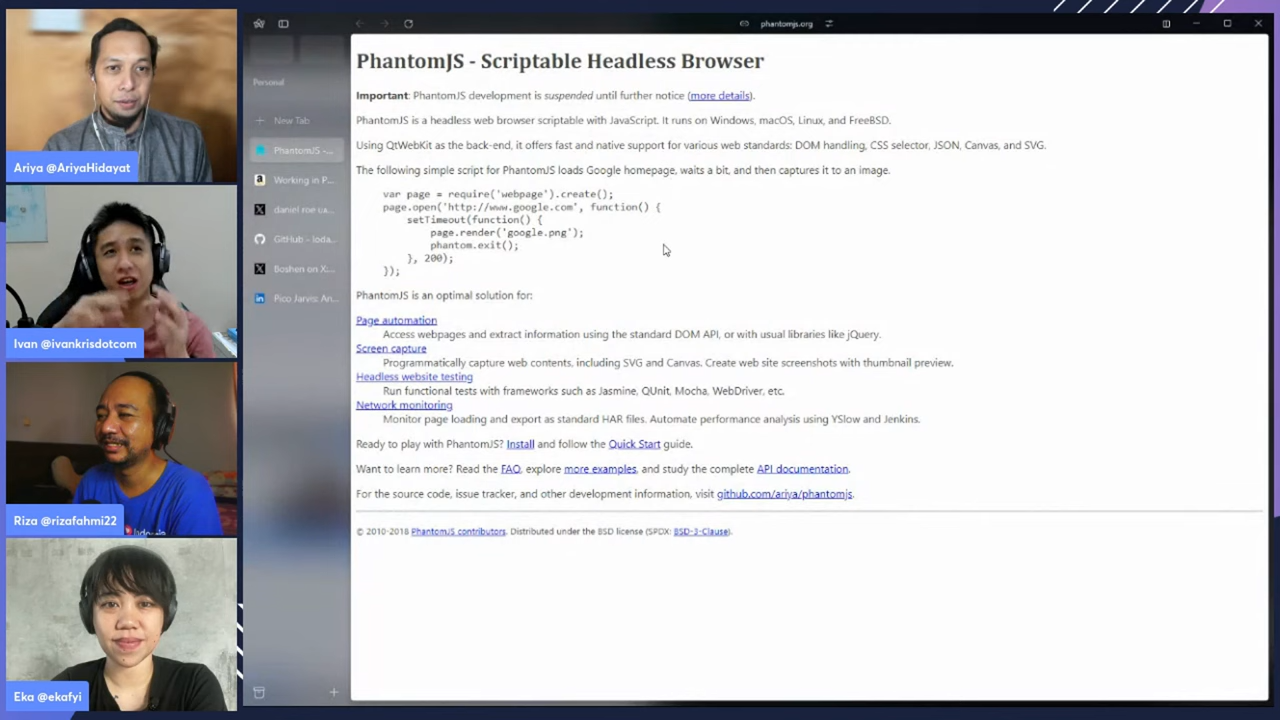 Ariya @AriyaHidayat
Ivan @ivankrisdotcom
Riza @rizafahmi22
Eka @ekafyi
phantomjs.org
Personal
New Tab
PhantomJS -...
Working in P...
daniel roe ua...
GitHub - loda...
Boshen on X:...
Pico Jarvis: An...
PhantomJS - Scriptable Headless Browser
Important: PhantomJS development is suspended until further notice (more details).
PhantomJS is a headless web browser scriptable with JavaScript. It runs on Windows, macOS, Linux, and FreeBSD.
Using QtWebKit as the back-end, it offers fast and native support for various web standards: DOM handling, CSS selector, JSON, Canvas, and SVG.
The following simple script for PhantomJS loads Google homepage, waits a bit, and then captures it to an image.
var page = require('webpage').create();
page.open('http://www.google.com', function() {
setTimeout(function() {
page.render('google.png');
phantom.exit();
}, 200);
});
PhantomJS is an optimal solution for:
Page automation
Access webpages and extract information using the standard DOM API, or with usual libraries like jQuery.
Screen capture
Programmatically capture web contents, including SVG and Canvas. Create web site screenshots with thumbnail preview.
Headless website testing
Run functional tests with frameworks such as Jasmine, QUnit, Mocha, WebDriver, etc.
Network monitoring
Monitor page loading and export as standard HAR files. Automate performance analysis using YSlow and Jenkins.
Ready to play with PhantomJS? Install and follow the Quick Start guide.
Want to learn more? Read the FAQ, explore more examples, and study the complete API documentation.
For the source code, issue tracker, and other development information, visit github.com/ariya/phantomjs.
© 2010-2018 PhantomJS contributors. Distributed under the BSD license (SPDX: BSD-3-Clause).